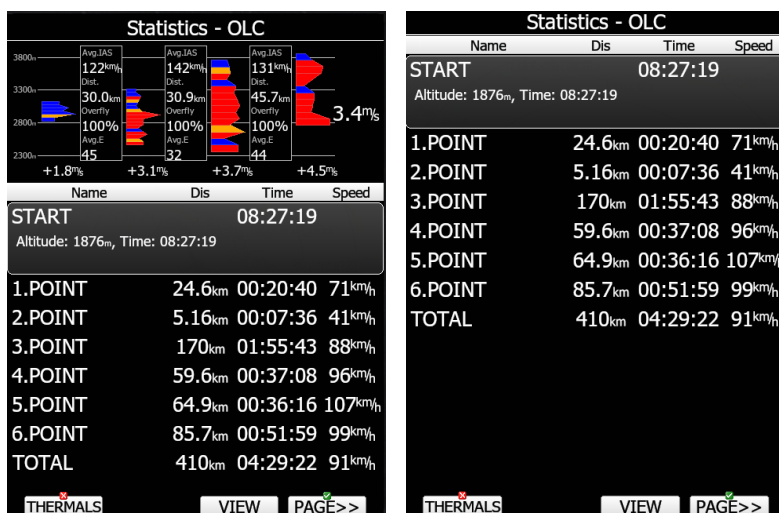 Statistics - OLC
3800m
3300m
2800m
2300m
Avg.IAS
122km/h
Dist.
30.0km
Overfly
100%
Avg.E
45
Avg.IAS
142km/h
Dist.
30.9km
Overfly
100%
Avg.E
32
Avg.IAS
131km/h
Dist.
45.7km
Overfly
100%
Avg.E
44
3.4m/s
+1.8m/s +3.1m/s +3.7m/s +4.5m/s
Name Dis Time Speed
START 08:27:19
Altitude: 1876m, Time: 08:27:19
1.POINT 24.6km 00:20:40 71km/h
2.POINT 5.16km 00:07:36 41km/h
3.POINT 170km 01:55:43 88km/h
4.POINT 59.6km 00:37:08 96km/h
5.POINT 64.9km 00:36:16 107km/h
6.POINT 85.7km 00:51:59 99km/h
TOTAL 410km 04:29:22 91km/h
THERMALS VIEW PAGE>>
Statistics - OLC
Name Dis Time Speed
START 08:27:19
Altitude: 1876m, Time: 08:27:19
1.POINT 24.6km 00:20:40 71km/h
2.POINT 5.16km 00:07:36 41km/h
3.POINT 170km 01:55:43 88km/h
4.POINT 59.6km 00:37:08 96km/h
5.POINT 64.9km 00:36:16 107km/
6.POINT 85.7km 00:51:59 99km/h
TOTAL 410km 04:29:22 91km/h
THERMALS VIEW PAGE>>